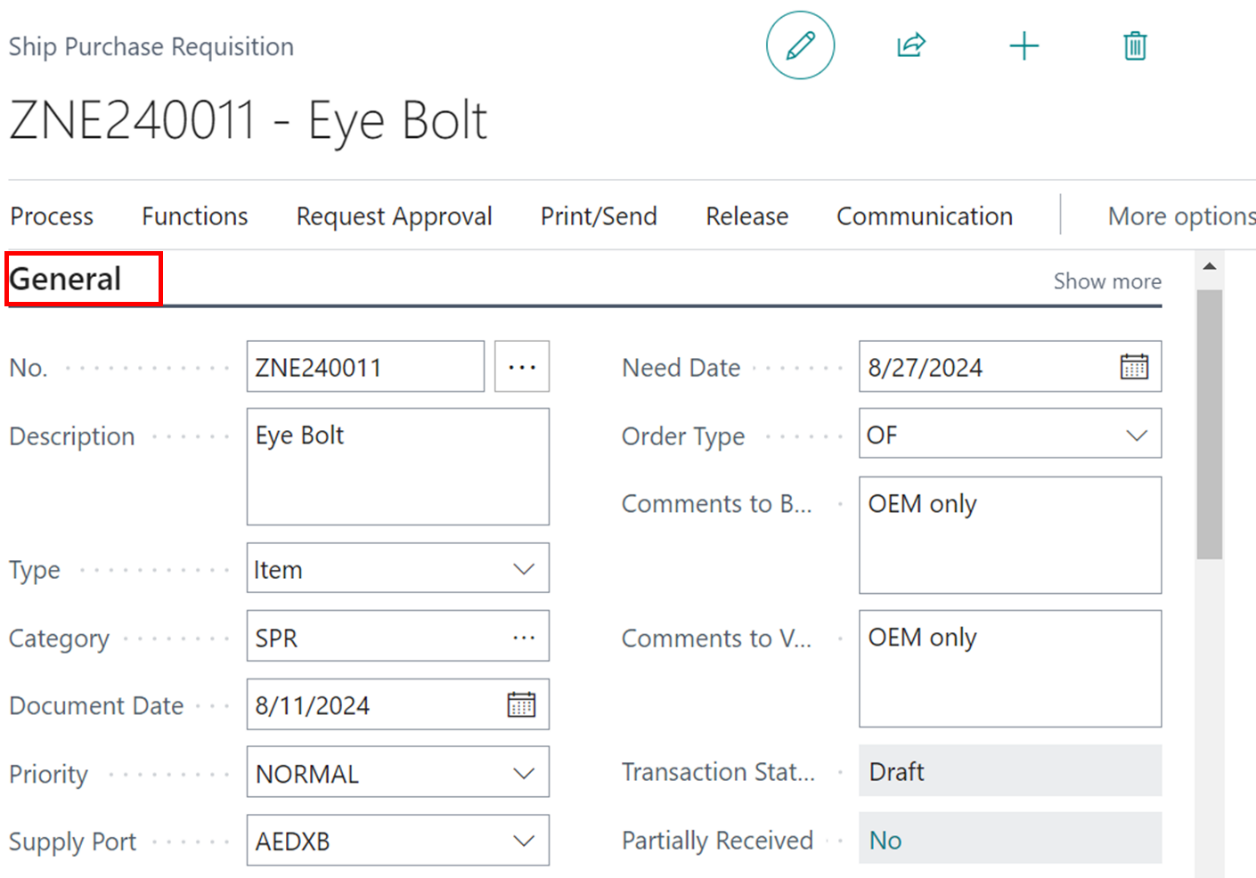 Ship Purchase Requisition
ZNE240011 - Eye Bolt
Process Functions Request Approval Print/Send Release Communication More options
General Show more
No. ZNE240011 ... Need Date 8/27/2024
Description Eye Bolt Order Type OF
Comments to B... OEM only
Type Item
Category SPR ... Comments to V... OEM only
Document Date 8/11/2024
Priority NORMAL Transaction Stat... Draft
Supply Port AEDXB Partially Received No